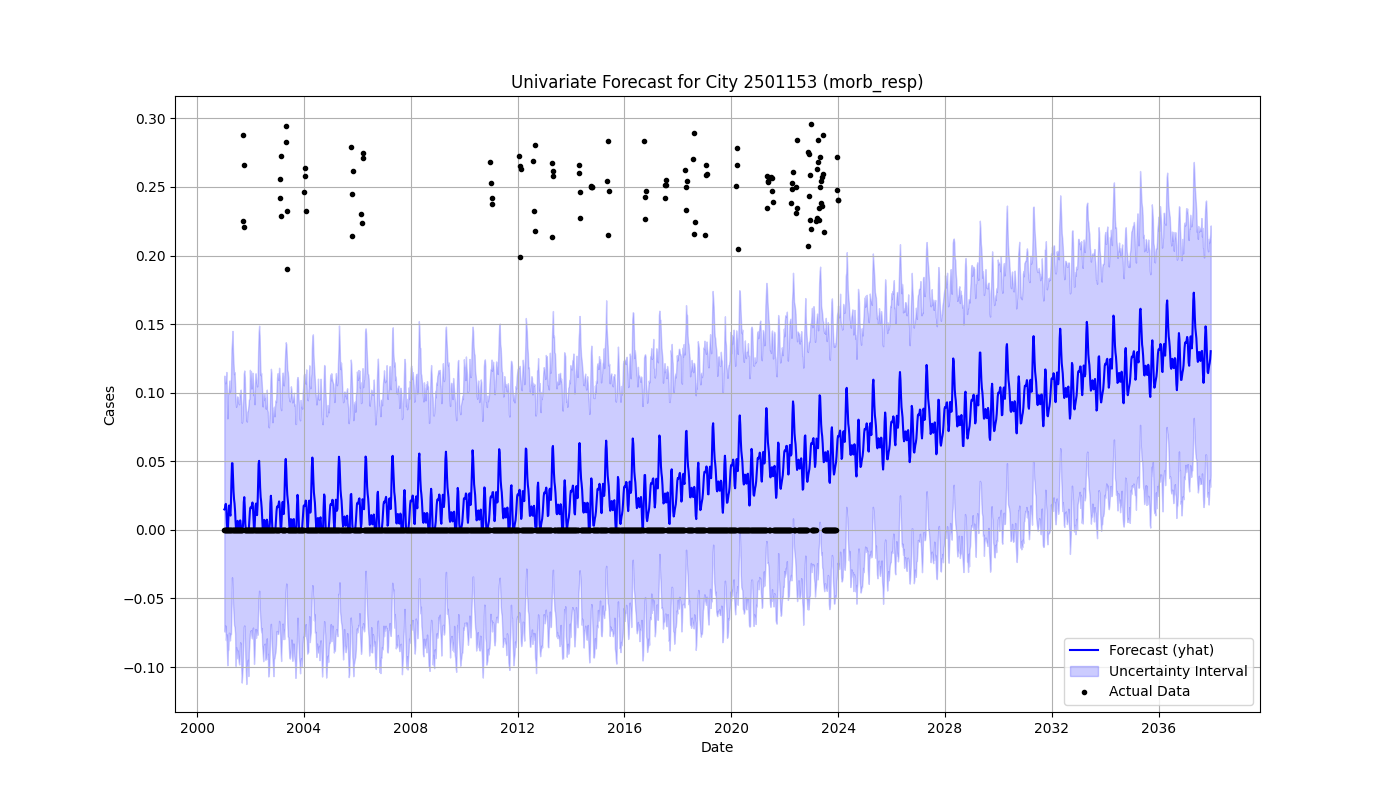 Univariate Forecast for City 2501153 (morb_resp)
0.30
0.25
0.20
0.15
0.10
0.05
0.00
−0.05
−0.10
Cases
2000 2004 2008 2012 2016 2020 2024 2028 2032 2036
Date
Forecast (yhat)
Uncertainty Interval
Actual Data